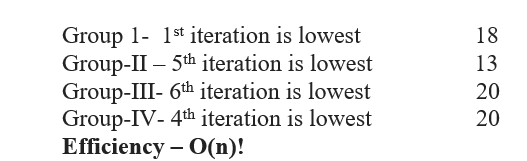 Group 1- 1st iteration is lowest 18
Group-II – 5th iteration is lowest 13
Group-III- 6th iteration is lowest 20
Group-IV- 4th iteration is lowest 20
Efficiency – O(n)!